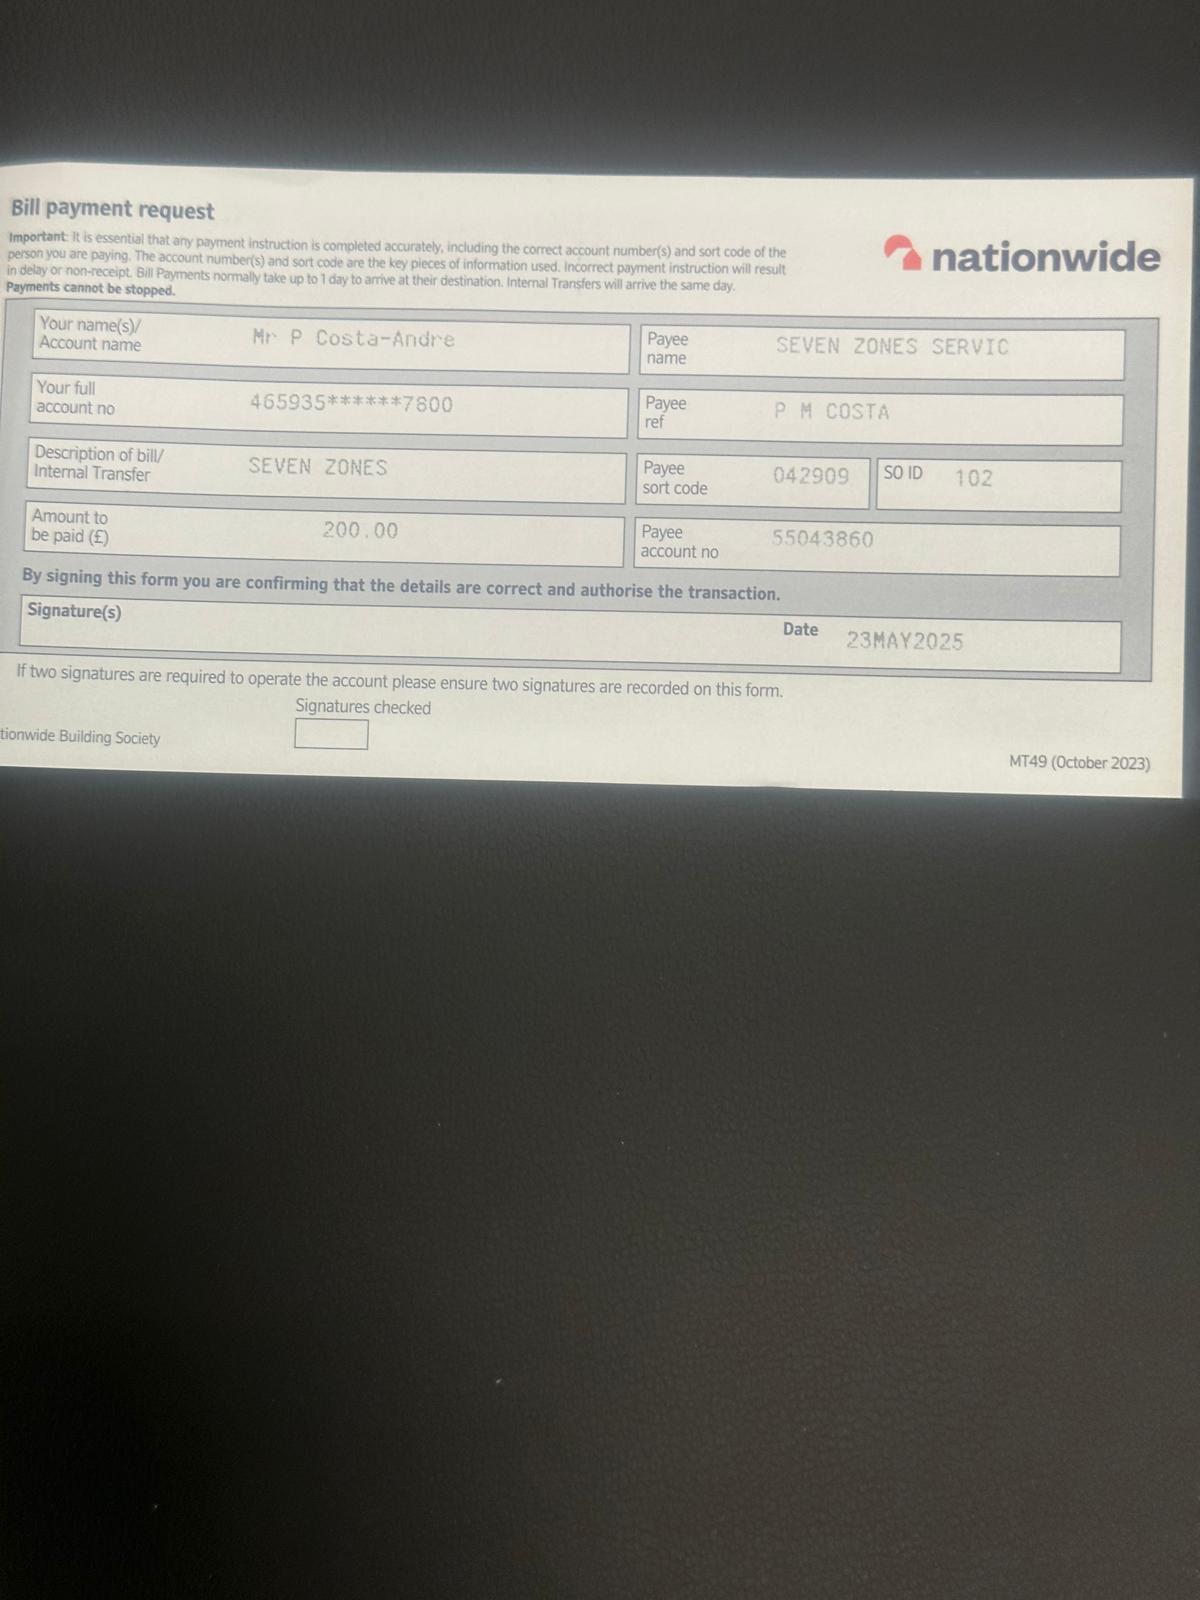 Bill payment request
nationwide
Important: It is essential that any payment instruction is completed accurately, including the correct account number(s) and sort code of the
person you are paying. The account number(s) and sort code are the key pieces of information used. Incorrect payment instruction will result
in delay or non-receipt. Bill Payments normally take up to 1 day to arrive at their destination. Internal Transfers will arrive the same day.
Payments cannot be stopped.
Your name(s)/
Account name
Mr P Costa-Andre
Payee
name
SEVEN ZONES SERVIC
Your full
account no
465935******7800
Payee
ref
P M COSTA
Description of bill/
Internal Transfer
SEVEN ZONES
Payee
sort code
042909
SO ID
102
Amount to
be paid (£)
200.00
Payee
account no
55043860
By signing this form you are confirming that the details are correct and authorise the transaction.
Signature(s)
Date
23MAY2025
If two signatures are required to operate the account please ensure two signatures are recorded on this form.
Signatures checked
tionwide Building Society
MT49 (October 2023)